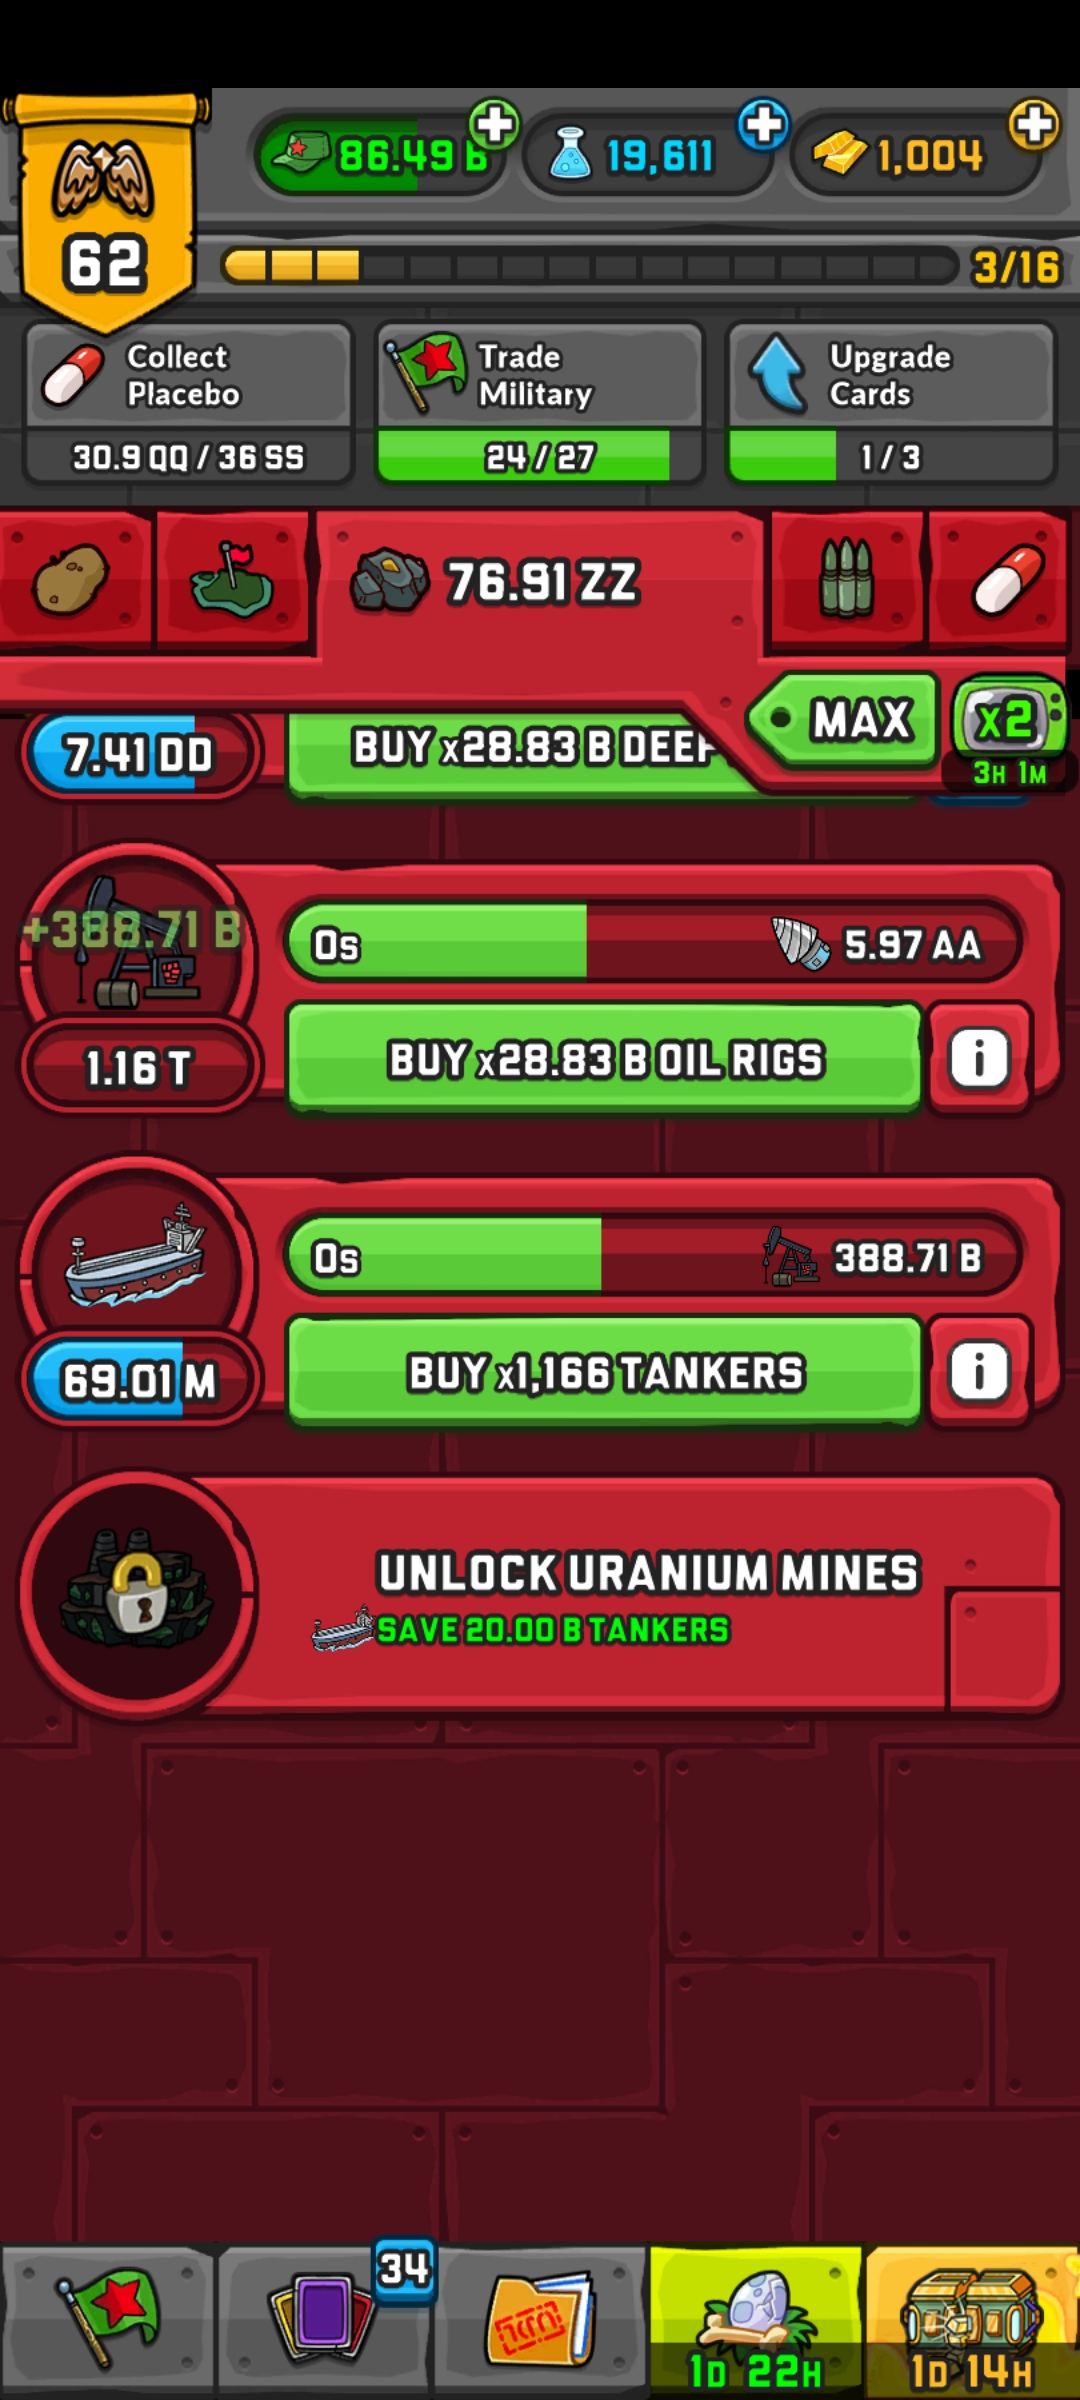 86.49 B
19,611
1,004
62
3/16
Collect
Placebo
30.9 QQ / 36 SS
Trade
Military
24 / 27
Upgrade
Cards
1 / 3
76.91 ZZ
MAX
x2
3H 1M
7.41 DD
BUY x28.83 B DEEP
+388.71 B
0s
5.97 AA
1.16 T
BUY x28.83 B OIL RIGS
i
0s
388.71 B
69.01 M
BUY x1,166 TANKERS
i
UNLOCK URANIUM MINES
SAVE 20.00 B TANKERS
34
1D 22H
1D 14H